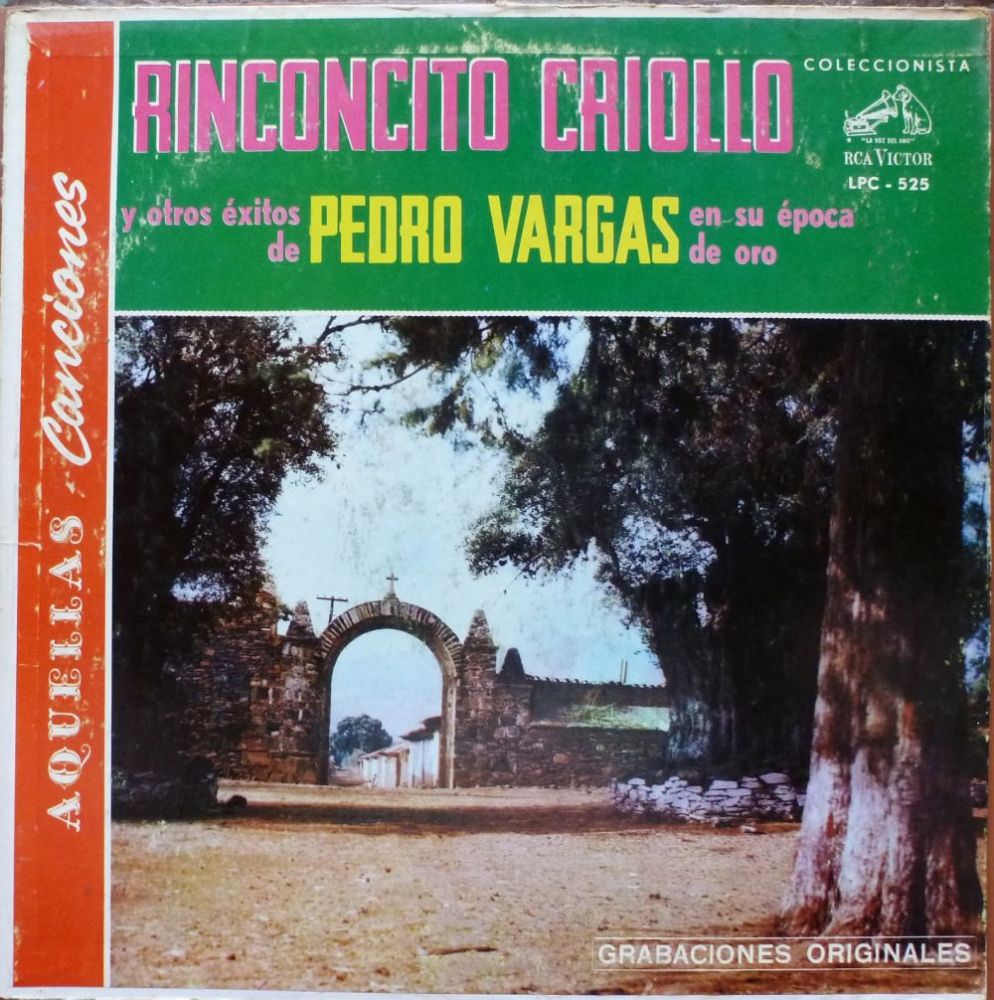 RINCONCITO CRIOLLO
COLECCIONISTA
"LA VOZ DEL AMO"
RCA VICTOR
LPC - 525
y otros éxitos
de
PEDRO VARGAS
en su época
de oro
AQUELLAS Canciones
GRABACIONES ORIGINALES